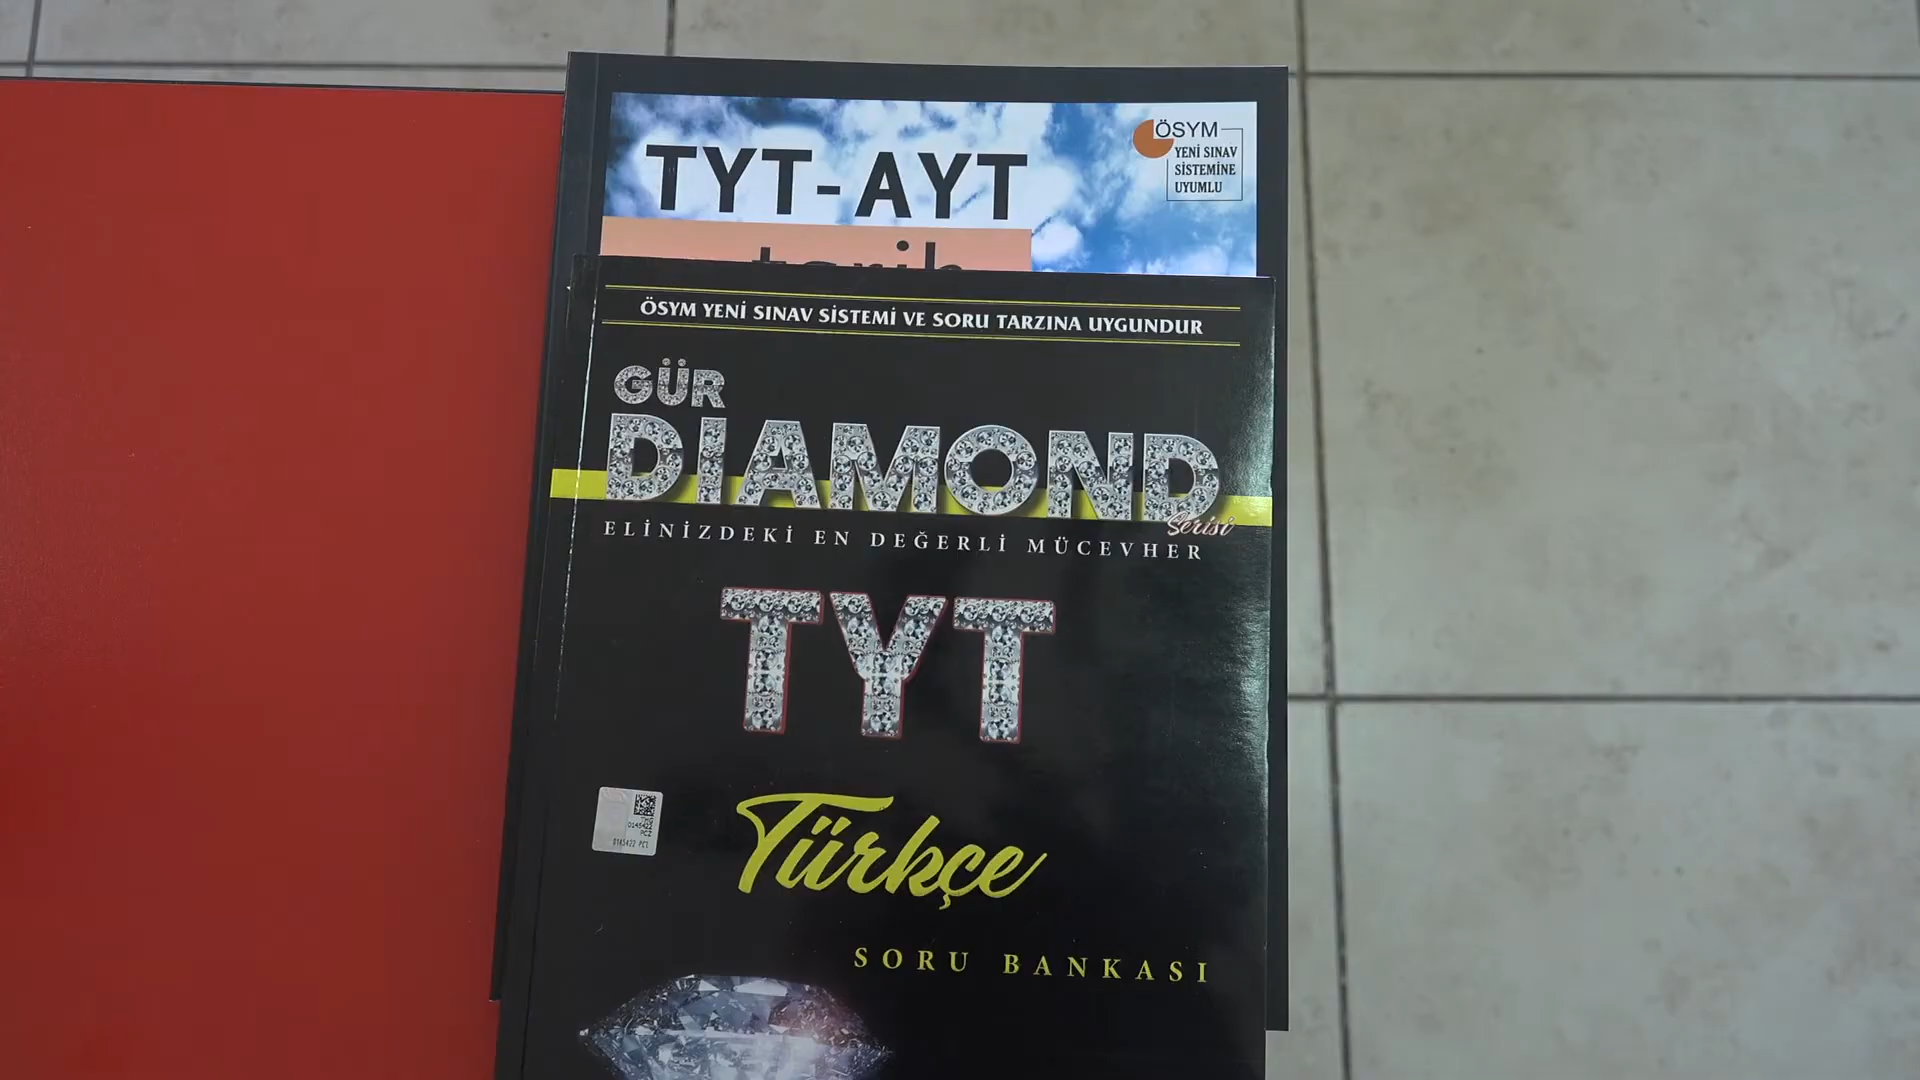 TYT-AYT
ÖSYM
YENİ SINAV
SİSTEMİNE
UYUMLU
tarih
ÖSYM YENİ SINAV SİSTEMİ VE SORU TARZINA UYGUNDUR
GÜR
DIAMOND
Serisi
ELİNİZDEKİ EN DEĞERLİ MÜCEVHER
TYT
Türkçe
SORU BANKASI